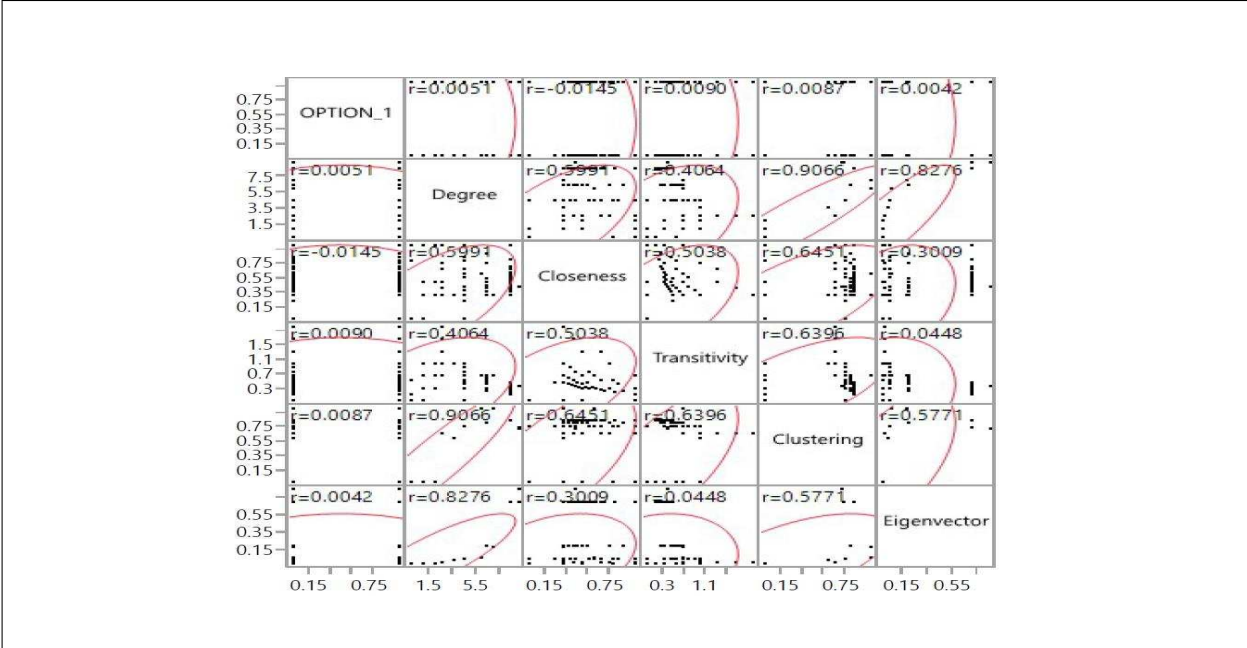 r=0.0051 r=-0.0145 r=0.0090 r=0.0087 r=0.0042
0.75
0.55
0.35
0.15
OPTION_1
r=0.0051 r=0.5991 r=0.4064 r=0.9066 r=0.8276
7.5
5.5
3.5
1.5
Degree
r=-0.0145 r=0.5991 r=0.5038 r=0.6451 r=0.3009
0.75
0.55
0.35
0.15
Closeness
r=0.0090 r=0.4064 r=0.5038 r=0.6396 r=0.0448
1.5
1.1
0.7
0.3
Transitivity
r=0.0087 r=0.9066 r=0.6451 r=0.6396 r=0.5771
0.75
0.55
0.35
0.15
Clustering
r=0.0042 r=0.8276 r=0.3009 r=0.0448 r=0.5771
0.55
0.35
0.15
Eigenvector
0.15 0.75 1.5 5.5 0.15 0.75 0.3 1.1 0.15 0.75 0.15 0.55